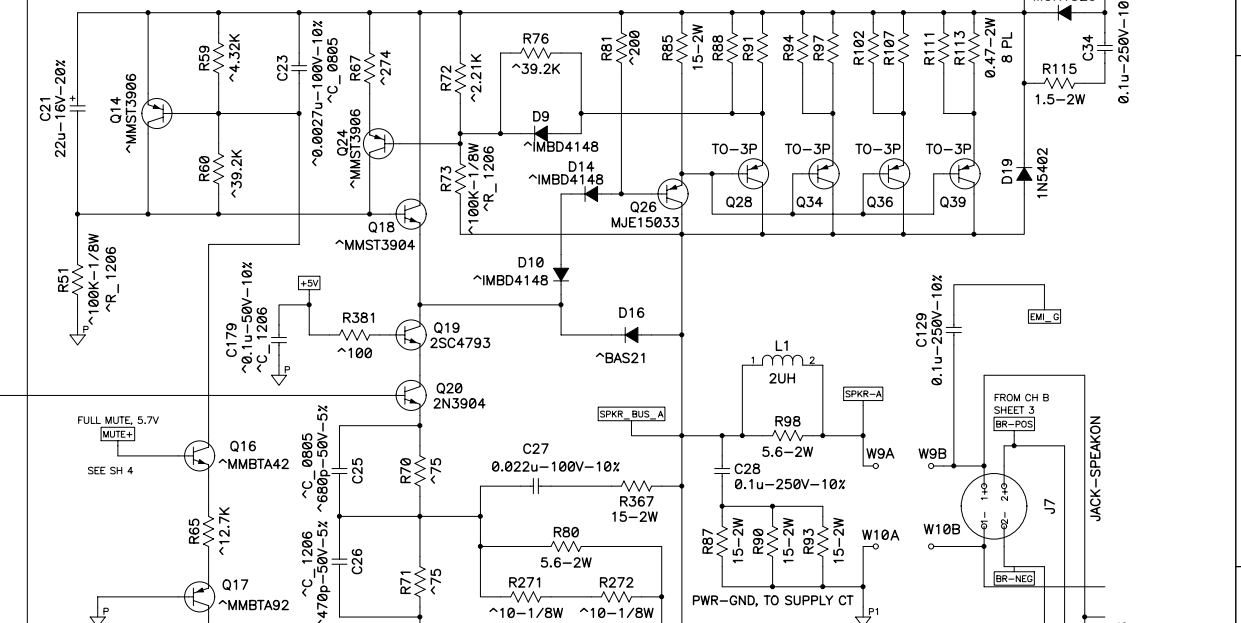 C21
22u-16V-20%
+
Q14
^MMST3906
R59
^4.32K
R60
^39.2K
C23
^0.0027u-100V-10%
^C_0805
R67
^274
Q24
^MMST3906
R72
^2.21K
R73
^100K-1/8W
^R_1206
R76
^39.2K
D9
^IMBD4148
D14
^IMBD4148
R81
^200
R85
15-2W
R88
R91
R94
R97
R102
R107
R111
R113
0.47-2W
8 PL
C34
0.1u-250V-10
R115
1.5-2W
TO-3P
TO-3P
TO-3P
TO-3P
Q28
Q34
Q36
Q39
D19
1N5402
Q26
MJE15033
Q18
^MMST3904
R51
^100K-1/8W
^R_1206
P
D10
^IMBD4148
+5V
C179
^0.1u-50V-10%
^C_1206
P
R381
^100
Q19
2SC4793
D16
^BAS21
Q20
2N3904
L1
1
2
2UH
SPKR-A
SPKR_BUS_A
R98
5.6-2W
W9A
C129
0.1u-250V-10%
EMI_G
FROM CH B
SHEET 3
BR-POS
FULL MUTE, 5.7V
MUTE+
SEE SH 4
Q16
^MMBTA42
^C_0805
^680p-50V-5%
C25
R70
^75
C27
0.022u-100V-10%
R367
15-2W
C28
0.1u-250V-10%
W9B
1+
2+
1-
2-
J7
JACK-SPEAKON
R65
^12.7K
^C_1206
^470p-50V-5%
C26
R71
^75
R80
5.6-2W
R271
^10-1/8W
R272
^10-1/8W
R87
15-2W
R90
15-2W
R93
15-2W
W10A
W10B
BR-NEG
Q17
^MMBTA92
P
PWR-GND, TO SUPPLY CT
P1